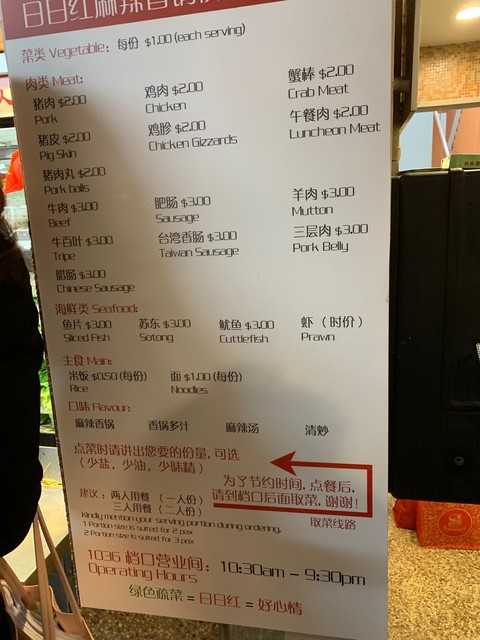 日日红麻辣香锅
菜类 Vegetable: 每份 $1.00 (each serving)
肉类 Meat:
猪肉 $2.00 鸡肉 $2.00 蟹棒 $2.00
Pork Chicken Crab Meat
猪皮 $2.00 鸡胗 $2.00 午餐肉 $2.00
Pig Skin Chicken Gizzards Luncheon Meat
猪肉丸 $2.00
Pork balls
牛肉 $3.00 肥肠 $3.00 羊肉 $3.00
Beef Sausage Mutton
牛百叶 $3.00 台湾香肠 $3.00 三层肉 $3.00
Tripe Taiwan Sausage Pork Belly
腊肠 $3.00
Chinese Sausage
海鲜类 Seafood:
鱼片 $3.00 苏东 $3.00 鱿鱼 $3.00 虾（时价）
Sliced Fish Sotong Cuttlefish Prawn
主食 Main:
米饭 $0.50 (每份) 面 $1.00 (每份)
Rice Noodles
口味 Flavour:
麻辣香锅 香锅多汁 麻辣汤 清炒
点菜时请讲出您要的份量，可选
（少盐，少油，少味精）
为了节约时间，点餐后，
请到档口后面取菜，谢谢！
取菜线路
建议：两人用餐（一人份）
三人用餐（二人份）
Kindly mention your serving portion during ordering.
1 Portion size is suited for 2 pax
2 Portion size is suited for 3 pax
1036 档口营业间: 10:30am - 9:30pm
Operating Hours
绿色疏菜 = 日日红 = 好心情